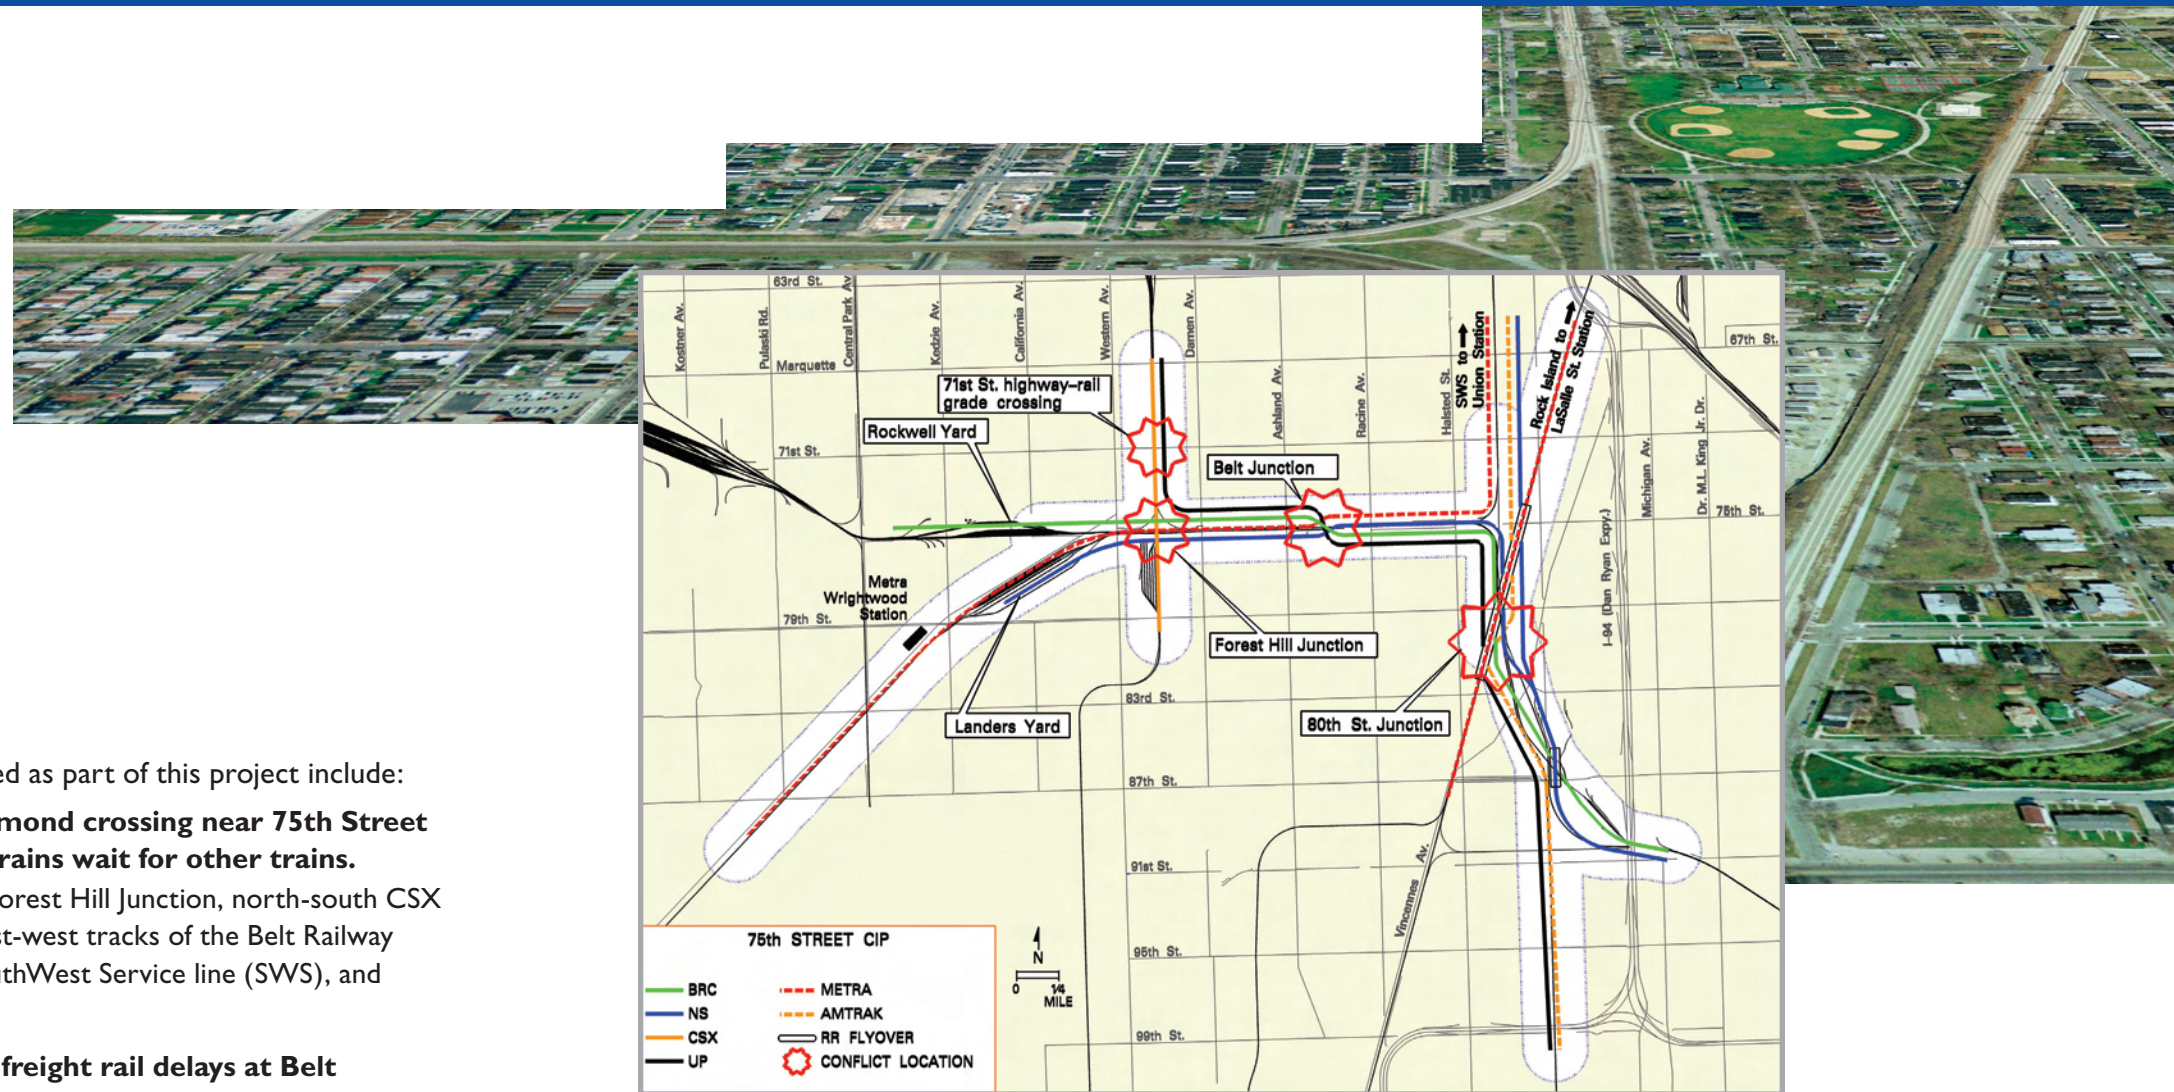 ed as part of this project include:
mond crossing near 75th Street
rains wait for other trains.
orest Hill Junction, north-south CSX
st-west tracks of the Belt Railway
uthWest Service line (SWS), and
freight rail delays at Belt
63rd St.
Kostner Av.
Pulaski Rd.
Central Park Av
Kedzie Av.
California Av.
Western Av.
Damen Av.
Ashland Av.
Racine Av.
Halsted St.
SWS to
Union Station
Rock Island to
LaSalle St. Station
67th St.
Marquette
71st St. highway-rail
grade crossing
Rockwell Yard
71st St.
Belt Junction
Michigan Av.
Dr. M.L. King Jr. Dr.
75th St.
I-94 (Dan Ryan Expy.)
Metra
Wrightwood
Station
79th St.
Forest Hill Junction
Landers Yard
83rd St.
80th St. Junction
87th St.
91st St.
Vincennes Av.
95th St.
99th St.
75th STREET CIP
BRC
NS
CSX
UP
METRA
AMTRAK
RR FLYOVER
CONFLICT LOCATION
N
0 1/4
MILE